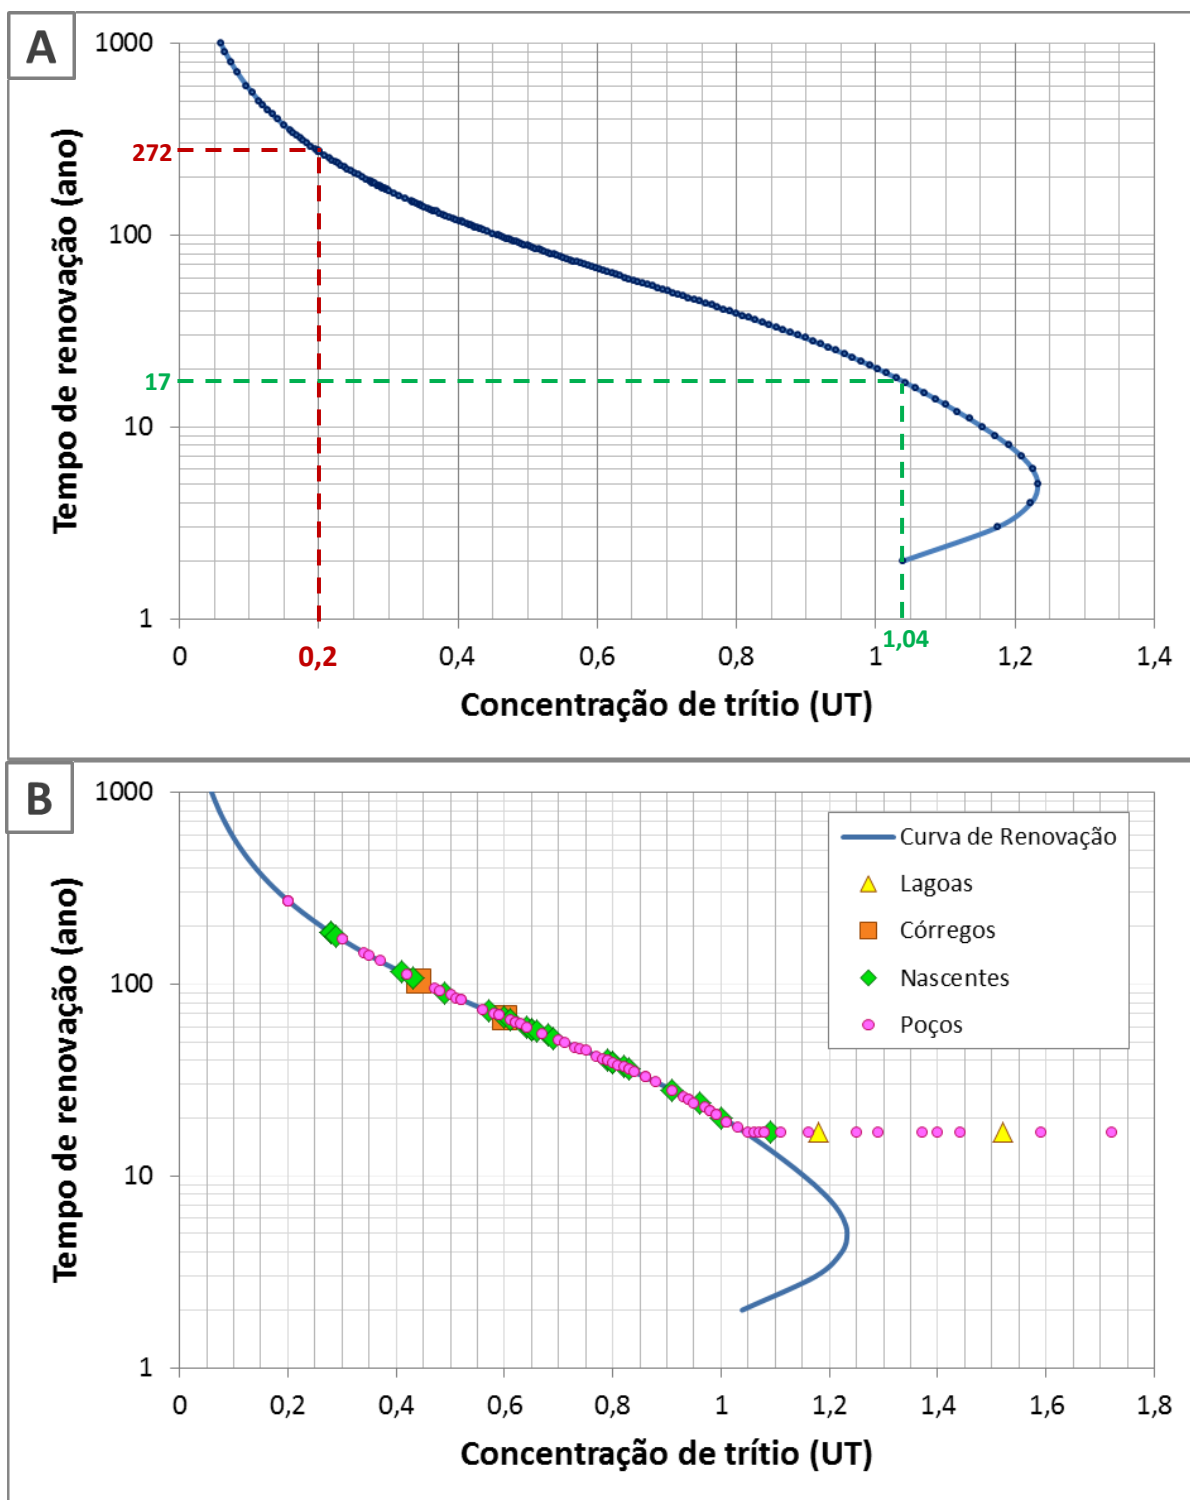 A
1000
272
100
17
10
1
0
0,2
0,4
0,6
0,8
1
1,04
1,2
1,4
Tempo de renovação (ano)
Concentração de trítio (UT)
B
1000
100
10
1
Curva de Renovação
Lagoas
Córregos
Nascentes
Poços
0
0,2
0,4
0,6
0,8
1
1,2
1,4
1,6
1,8
Tempo de renovação (ano)
Concentração de trítio (UT)